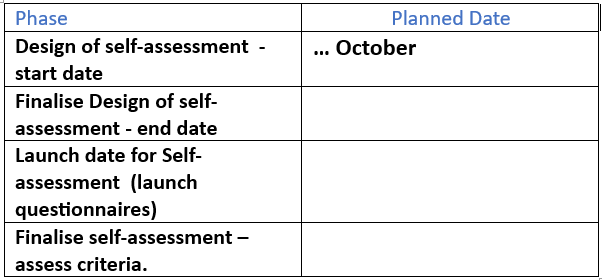 Phase Planned Date
Design of self-assessment - ... October
start date
Finalise Design of self-
assessment - end date
Launch date for Self-
assessment (launch
questionnaires)
Finalise self-assessment –
assess criteria.